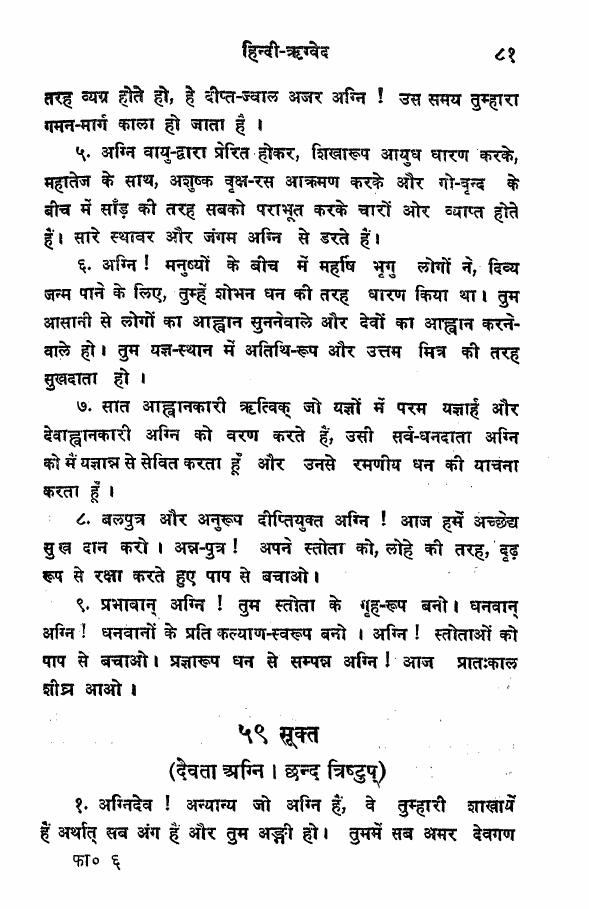 हिन्दी-ऋग्वेद ८१
तरह व्यग्र होते हो, हे दीप्त-ज्वाल अजर अग्नि ! उस समय तुम्हारा
गमन-मार्ग काला हो जाता है ।
५. अग्नि वायु-द्वारा प्रेरित होकर, शिखारूप आयुध धारण करके,
महातेज के साथ, अशुष्क वृक्ष-रस आक्रमण करके और गो-वृन्द के
बीच में साँड़ की तरह सबको पराभूत करके चारों ओर व्याप्त होते
हैं। सारे स्थावर और जंगम अग्नि से डरते हैं।
६. अग्नि ! मनुष्यों के बीच में महर्षि भृगु लोगों ने, दिव्य
जन्म पाने के लिए, तुम्हें शोभन धन की तरह धारण किया था। तुम
आसानी से लोगों का आह्वान सुननेवाले और देवों का आह्वान करने-
वाले हो। तुम यज्ञ-स्थान में अतिथि-रूप और उत्तम मित्र की तरह
सुखदाता हो ।
७. सात आह्वानकारी ऋत्विक् जो यज्ञों में परम यज्ञार्ह और
देवाह्वानकारी अग्नि को वरण करते हैं, उसी सर्व-धनदाता अग्नि
को मैं यज्ञान्न से सेवित करता हूँ और उनसे रमणीय धन की याचना
करता हूँ ।
८. बलपुत्र और अनुरूप दीप्तियुक्त अग्नि ! आज हमें अच्छेद्य
सुख दान करो । अन्न-पुत्र ! अपने स्तोता को, लोहे की तरह, दृढ़
रूप से रक्षा करते हुए पाप से बचाओ।
९. प्रभावान् अग्नि ! तुम स्तोता के गृह-रूप बनो। धनवान्
अग्नि ! धनवानों के प्रति कल्याण-स्वरूप बनो । अग्नि ! स्तोताओं को
पाप से बचाओ। प्रज्ञारूप धन से सम्पन्न अग्नि ! आज प्रातःकाल
शीघ्र आओ ।
५९ सूक्त
(देवता अग्नि । छन्द त्रिष्टुप्)
१. अग्निदेव ! अन्यान्य जो अग्नि हैं, वे तुम्हारी शाखायें
हैं अर्थात् सब अंग हैं और तुम अङ्गी हो। तुममें सब अमर देवगण
फा० ६